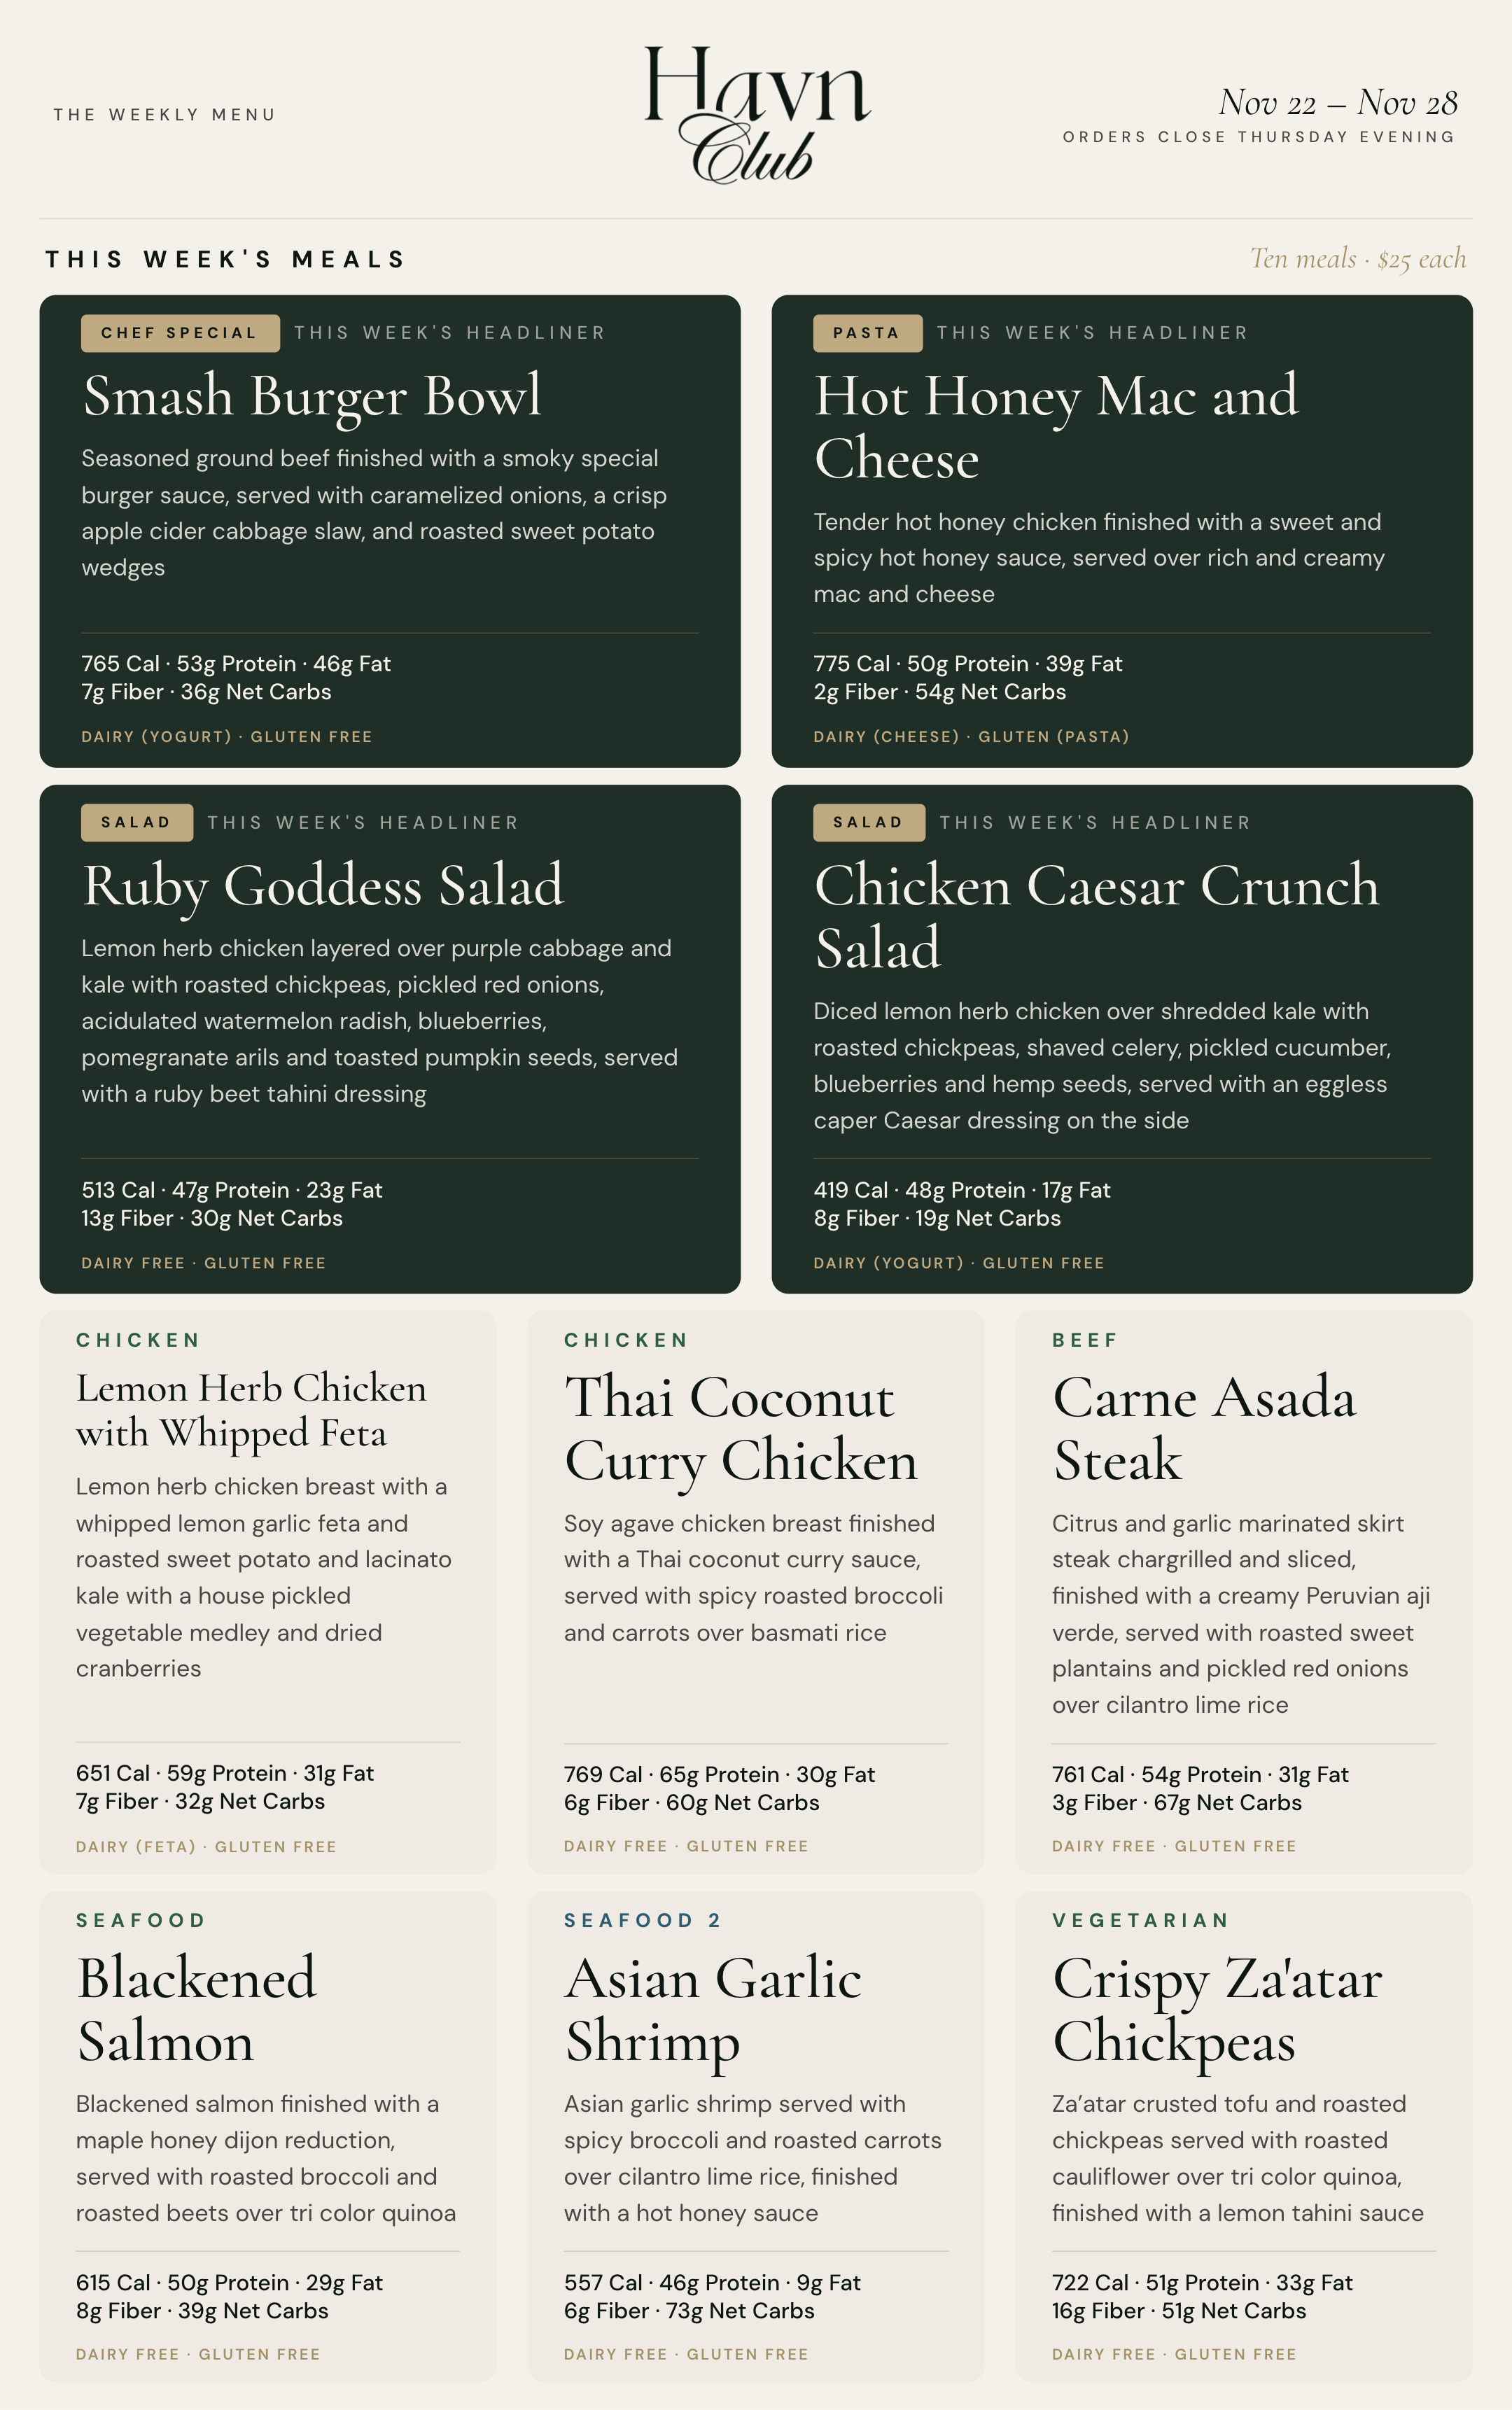 THE WEEKLY MENU
Havn
Club
Nov 22 – Nov 28
ORDERS CLOSE THURSDAY EVENING
THIS WEEK'S MEALS
Ten meals · $25 each
CHEF SPECIAL THIS WEEK'S HEADLINER
Smash Burger Bowl
Seasoned ground beef finished with a smoky special
burger sauce, served with caramelized onions, a crisp
apple cider cabbage slaw, and roasted sweet potato
wedges
765 Cal · 53g Protein · 46g Fat
7g Fiber · 36g Net Carbs
DAIRY (YOGURT) · GLUTEN FREE
PASTA THIS WEEK'S HEADLINER
Hot Honey Mac and
Cheese
Tender hot honey chicken finished with a sweet and
spicy hot honey sauce, served over rich and creamy
mac and cheese
775 Cal · 50g Protein · 39g Fat
2g Fiber · 54g Net Carbs
DAIRY (CHEESE) · GLUTEN (PASTA)
SALAD THIS WEEK'S HEADLINER
Ruby Goddess Salad
Lemon herb chicken layered over purple cabbage and
kale with roasted chickpeas, pickled red onions,
acidulated watermelon radish, blueberries,
pomegranate arils and toasted pumpkin seeds, served
with a ruby beet tahini dressing
513 Cal · 47g Protein · 23g Fat
13g Fiber · 30g Net Carbs
DAIRY FREE · GLUTEN FREE
SALAD THIS WEEK'S HEADLINER
Chicken Caesar Crunch
Salad
Diced lemon herb chicken over shredded kale with
roasted chickpeas, shaved celery, pickled cucumber,
blueberries and hemp seeds, served with an eggless
caper Caesar dressing on the side
419 Cal · 48g Protein · 17g Fat
8g Fiber · 19g Net Carbs
DAIRY (YOGURT) · GLUTEN FREE
CHICKEN
Lemon Herb Chicken
with Whipped Feta
Lemon herb chicken breast with a
whipped lemon garlic feta and
roasted sweet potato and lacinato
kale with a house pickled
vegetable medley and dried
cranberries
651 Cal · 59g Protein · 31g Fat
7g Fiber · 32g Net Carbs
DAIRY (FETA) · GLUTEN FREE
CHICKEN
Thai Coconut
Curry Chicken
Soy agave chicken breast finished
with a Thai coconut curry sauce,
served with spicy roasted broccoli
and carrots over basmati rice
769 Cal · 65g Protein · 30g Fat
6g Fiber · 60g Net Carbs
DAIRY FREE · GLUTEN FREE
BEEF
Carne Asada
Steak
Citrus and garlic marinated skirt
steak chargrilled and sliced,
finished with a creamy Peruvian aji
verde, served with roasted sweet
plantains and pickled red onions
over cilantro lime rice
761 Cal · 54g Protein · 31g Fat
3g Fiber · 67g Net Carbs
DAIRY FREE · GLUTEN FREE
SEAFOOD
Blackened
Salmon
Blackened salmon finished with a
maple honey dijon reduction,
served with roasted broccoli and
roasted beets over tri color quinoa
615 Cal · 50g Protein · 29g Fat
8g Fiber · 39g Net Carbs
DAIRY FREE · GLUTEN FREE
SEAFOOD 2
Asian Garlic
Shrimp
Asian garlic shrimp served with
spicy broccoli and roasted carrots
over cilantro lime rice, finished
with a hot honey sauce
557 Cal · 46g Protein · 9g Fat
6g Fiber · 73g Net Carbs
DAIRY FREE · GLUTEN FREE
VEGETARIAN
Crispy Za'atar
Chickpeas
Za’atar crusted tofu and roasted
chickpeas served with roasted
cauliflower over tri color quinoa,
finished with a lemon tahini sauce
722 Cal · 51g Protein · 33g Fat
16g Fiber · 51g Net Carbs
DAIRY FREE · GLUTEN FREE